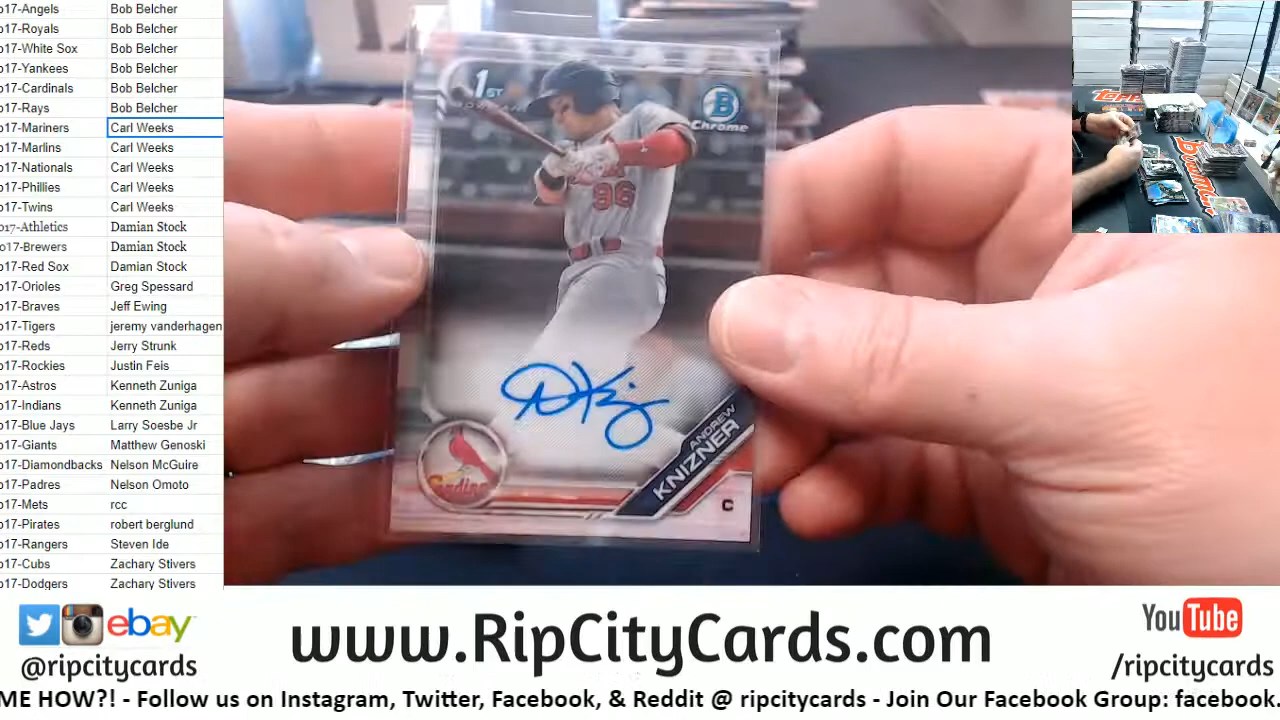 o17-Angels Bob Belcher
o17-Royals Bob Belcher
o17-White Sox Bob Belcher
o17-Yankees Bob Belcher
o17-Cardinals Bob Belcher
o17-Rays Bob Belcher
o17-Mariners Carl Weeks
o17-Marlins Carl Weeks
o17-Nationals Carl Weeks
o17-Phillies Carl Weeks
o17-Twins Carl Weeks
o17-Athletics Damian Stock
o17-Brewers Damian Stock
o17-Red Sox Damian Stock
o17-Orioles Greg Spessard
o17-Braves Jeff Ewing
o17-Tigers jeremy vanderhagen
o17-Reds Jerry Strunk
o17-Rockies Justin Feis
o17-Astros Kenneth Zuniga
o17-Indians Kenneth Zuniga
o17-Blue Jays Larry Soesbe Jr
o17-Giants Matthew Genoski
o17-Diamondbacks Nelson McGuire
o17-Padres Nelson Omoto
o17-Mets rcc
o17-Pirates robert berglund
o17-Rangers Steven Ide
o17-Cubs Zachary Stivers
o17-Dodgers Zachary Stivers
1ST
BOWMAN
B
Chrome
96
ANDREW
KNIZNER
C
Cardinals
TOPPS
BOWMAN
ebay
@ripcitycards
www.RipCityCards.com
YouTube
/ripcitycards
ME HOW?! - Follow us on Instagram, Twitter, Facebook, & Reddit @ ripcitycards - Join Our Facebook Group: facebook.